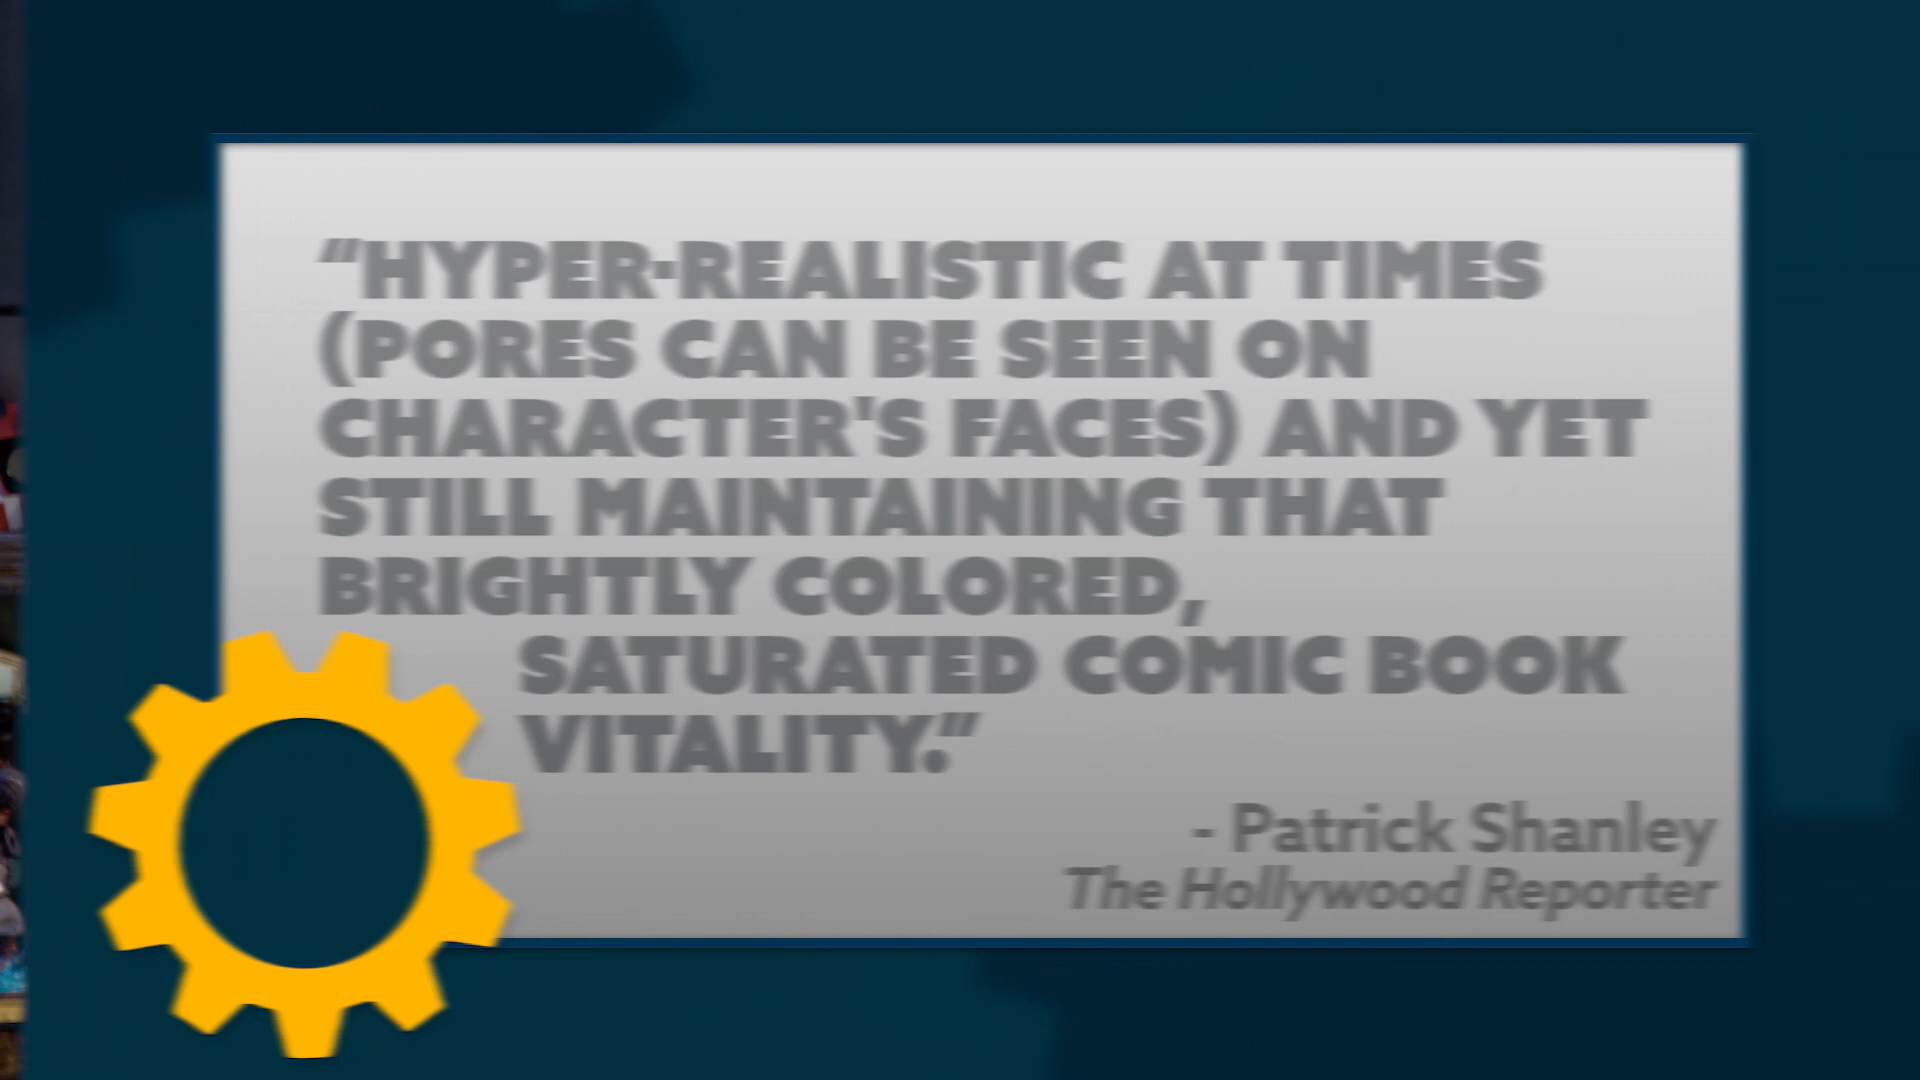 “HYPER-REALISTIC AT TIMES
(PORES CAN BE SEEN ON
CHARACTER'S FACES) AND YET
STILL MAINTAINING THAT
BRIGHTLY COLORED,
SATURATED COMIC BOOK
VITALITY.”
- Patrick Shanley
The Hollywood Reporter